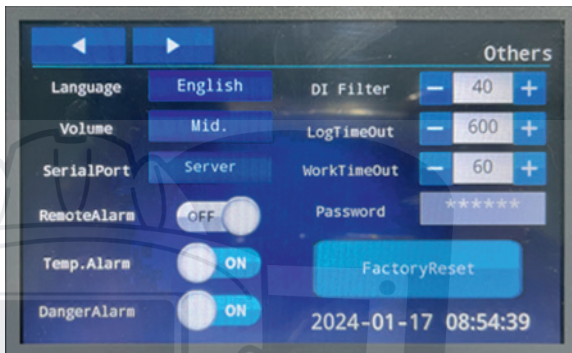 Others
Language English DI Filter − 40 +
Volume Mid. LogTimeOut − 600 +
SerialPort Server WorkTimeOut − 60 +
RemoteAlarm OFF Password ******
Temp.Alarm ON FactoryReset
DangerAlarm ON 2024-01-17 08:54:39